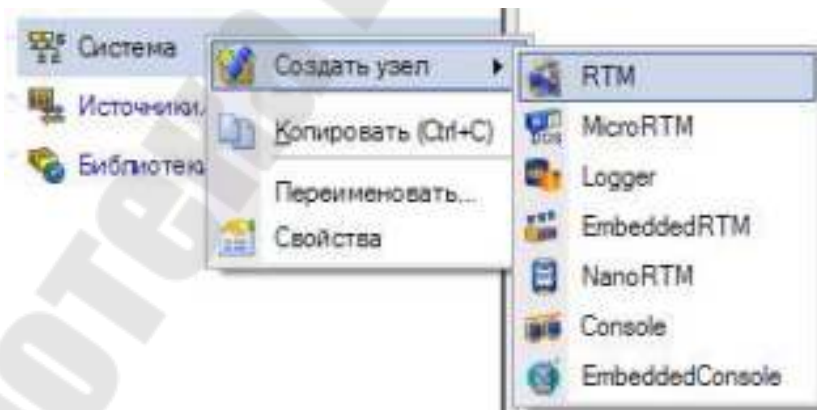 Система
Источники.
Библиотек
Создать узел
Копировать (Ctrl+C)
Переименовать...
Свойства
RTM
MicroRTM
Logger
EmbeddedRTM
NanoRTM
Console
EmbeddedConsole